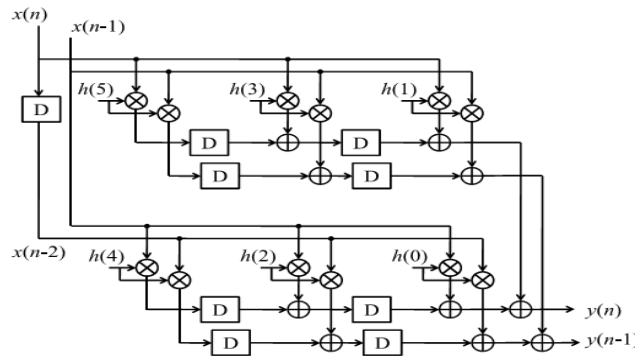 x(n)
x(n-1)
h(5)
h(3)
h(1)
D
D
D
D
D
x(n-2)
h(4)
h(2)
h(0)
D
D
y(n)
D
D
y(n-1)